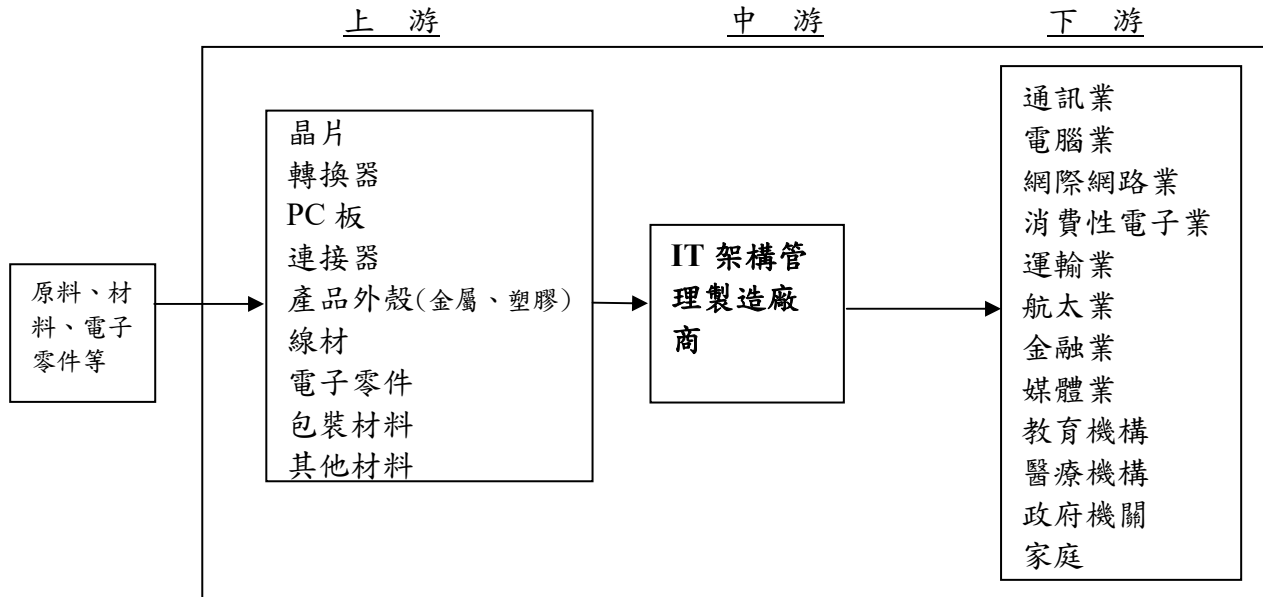 上 游
中 游
下 游
原料、材
料、電子
零件等
晶片
轉換器
PC 板
連接器
產品外殼(金屬、塑膠)
線材
電子零件
包裝材料
其他材料
IT 架構管
理製造廠
商
通訊業
電腦業
網際網路業
消費性電子業
運輸業
航太業
金融業
媒體業
教育機構
醫療機構
政府機關
家庭